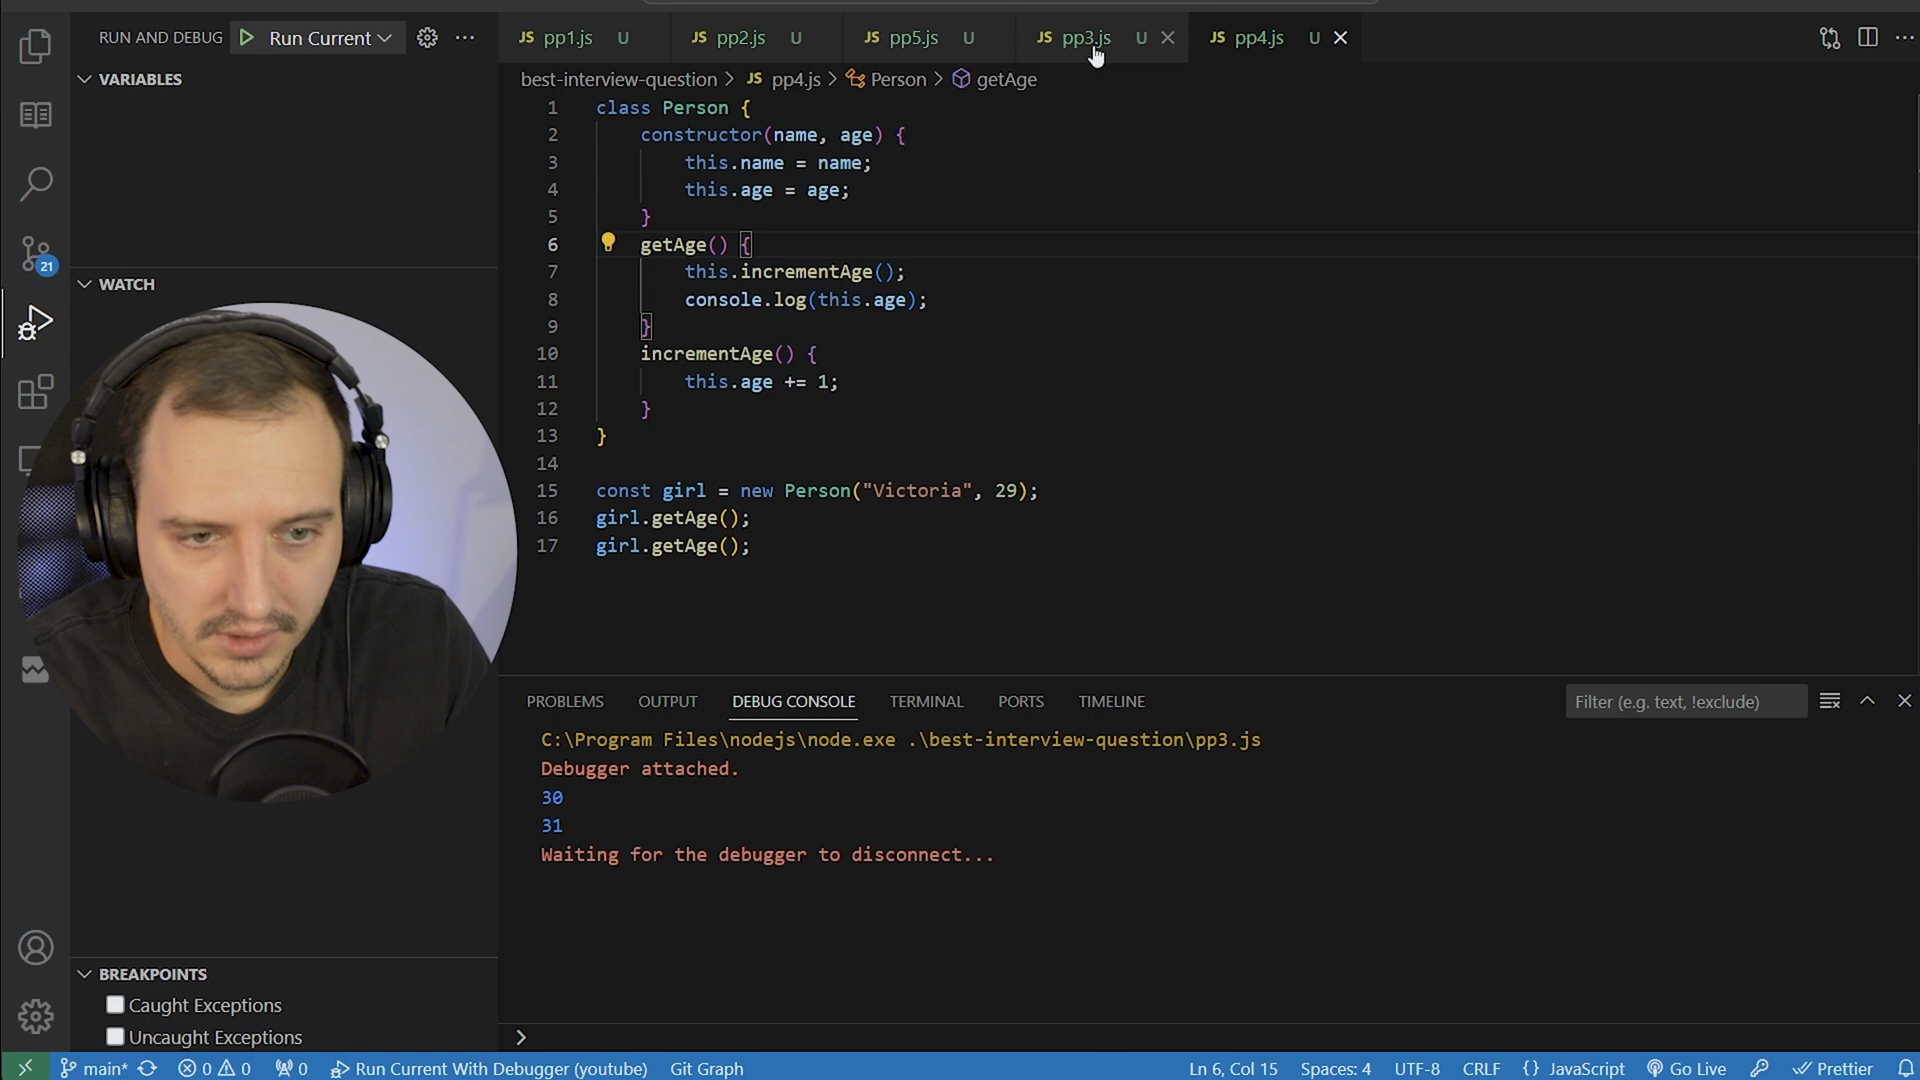 RUN AND DEBUG
Run Current
JS pp1.js U
JS pp2.js U
JS pp5.js U
JS pp3.js U
JS pp4.js U
VARIABLES
best-interview-question > JS pp4.js > Person > getAge
1 class Person {
2 constructor(name, age) {
3 this.name = name;
4 this.age = age;
5 }
6 getAge() {
7 this.incrementAge();
8 console.log(this.age);
9 }
10 incrementAge() {
11 this.age += 1;
12 }
13 }
14
15 const girl = new Person("Victoria", 29);
16 girl.getAge();
17 girl.getAge();
21
WATCH
PROBLEMS OUTPUT DEBUG CONSOLE TERMINAL PORTS TIMELINE
Filter (e.g. text, !exclude)
C:\Program Files\nodejs\node.exe .\best-interview-question\pp3.js
Debugger attached.
30
31
Waiting for the debugger to disconnect...
BREAKPOINTS
Caught Exceptions
Uncaught Exceptions
main* 0 0 0 Run Current With Debugger (youtube) Git Graph
Ln 6, Col 15 Spaces: 4 UTF-8 CRLF {} JavaScript Go Live Prettier